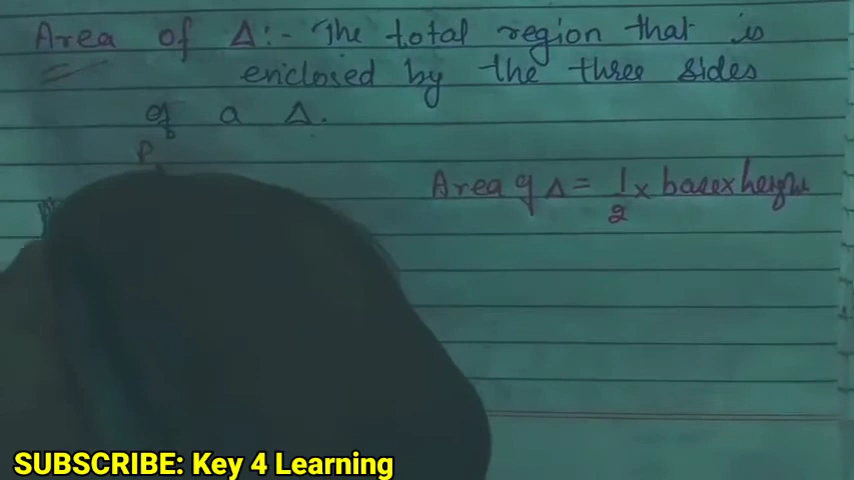 Area of Δ:- The total region that is
enclosed by the three sides
of a Δ.
P
Area of Δ = 1/2 x base x height
SUBSCRIBE: Key 4 Learning